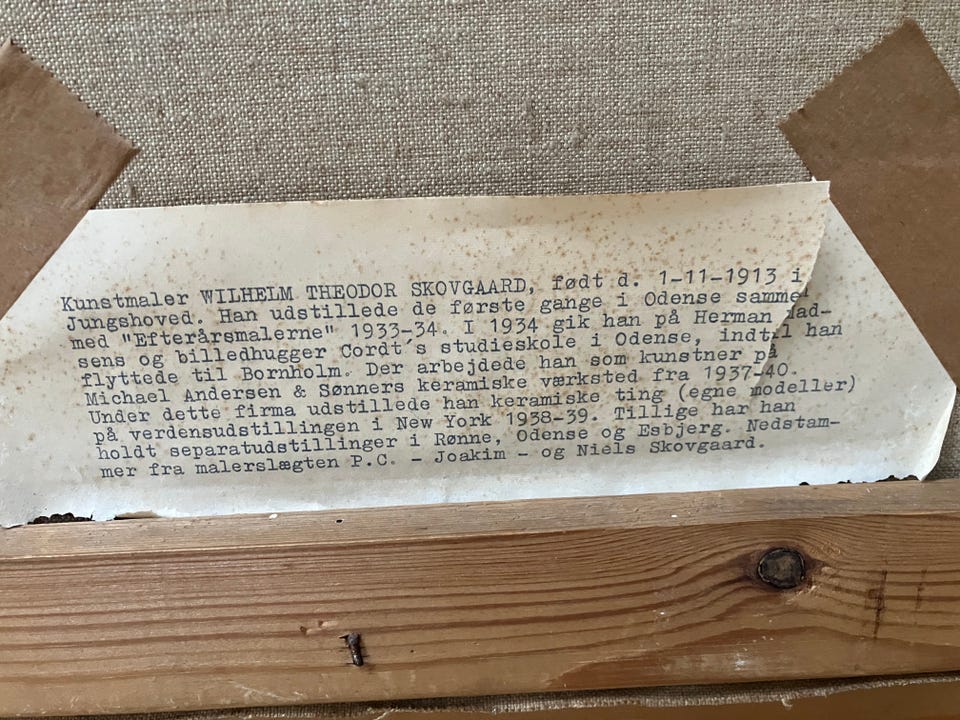 Kunstmaler WILHELM THEODOR SKOVGAARD, født d. 1-11-1913 i
Jungshoved. Han udstillede de første gange i Odense sammen
med "Efterårsmalerne" 1933-34. I 1934 gik han på Herman Mad-
sens og billedhugger Cordt´s studieskole i Odense, indtil han
flyttede til Bornholm. Der arbejdede han som kunstner på
Michael Andersen & Sønners keramiske værksted fra 1937-40.
Under dette firma udstillede han keramiske ting (egne modeller)
på verdensudstillingen i New York 1938-39. Tillige har han
holdt separatudstillinger i Rønne, Odense og Esbjerg. Nedstam-
mer fra malerslægten P.C. - Joakim - og Niels Skovgaard.